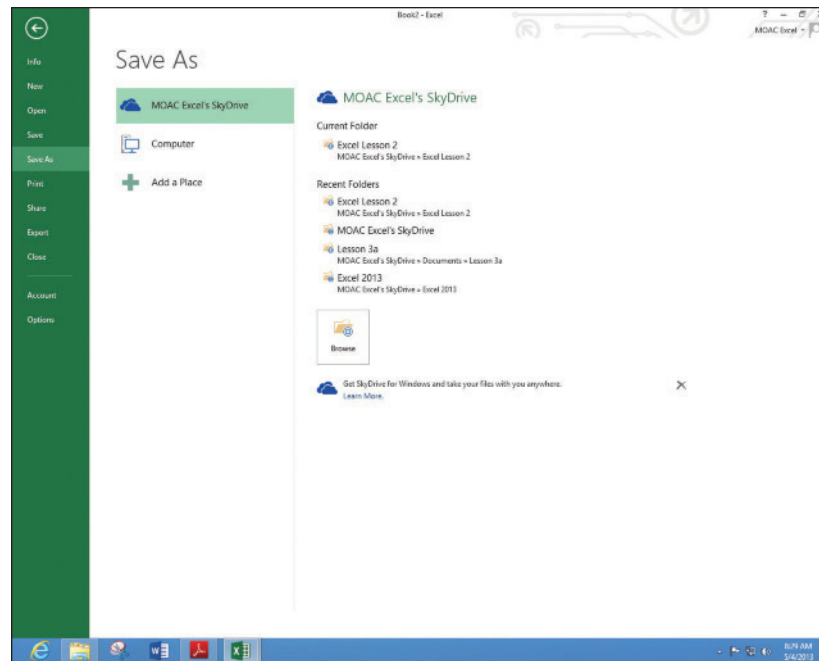 Book2 - Excel
? 
MOAC Excel
Info
New
Open
Save
Save As
Print
Share
Export
Close
Account
Options
Save As
MOAC Excel's SkyDrive
Computer
Add a Place
MOAC Excel's SkyDrive
Current Folder
Excel Lesson 2
MOAC Excel's SkyDrive » Excel Lesson 2
Recent Folders
Excel Lesson 2
MOAC Excel's SkyDrive » Excel Lesson 2
MOAC Excel's SkyDrive
Lesson 3a
MOAC Excel's SkyDrive » Documents » Lesson 3a
Excel 2013
MOAC Excel's SkyDrive » Excel 2013
Browse
Get SkyDrive for Windows and take your files with you anywhere.
Learn More.
8:29 AM
5/4/2013